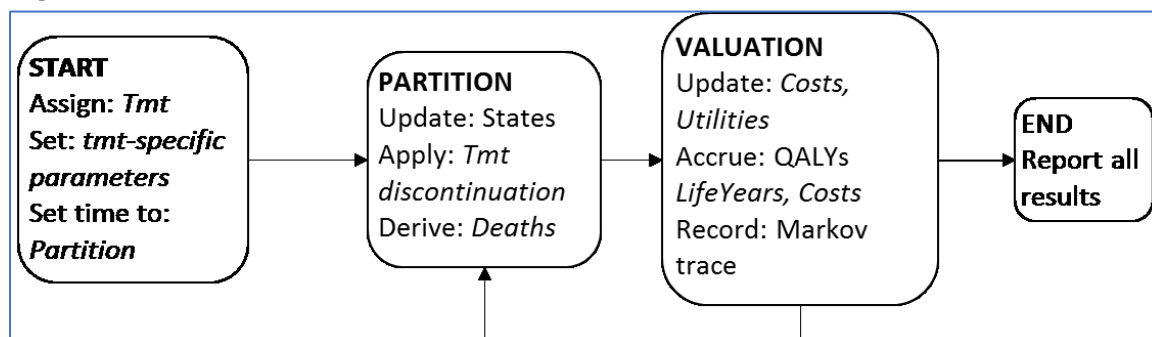 START
Assign: Tmt
Set: tmt-specific
parameters
Set time to:
Partition
PARTITION
Update: States
Apply: Tmt
discontinuation
Derive: Deaths
VALUATION
Update: Costs,
Utilities
Accrue: QALYs
LifeYears, Costs
Record: Markov
trace
END
Report all
results